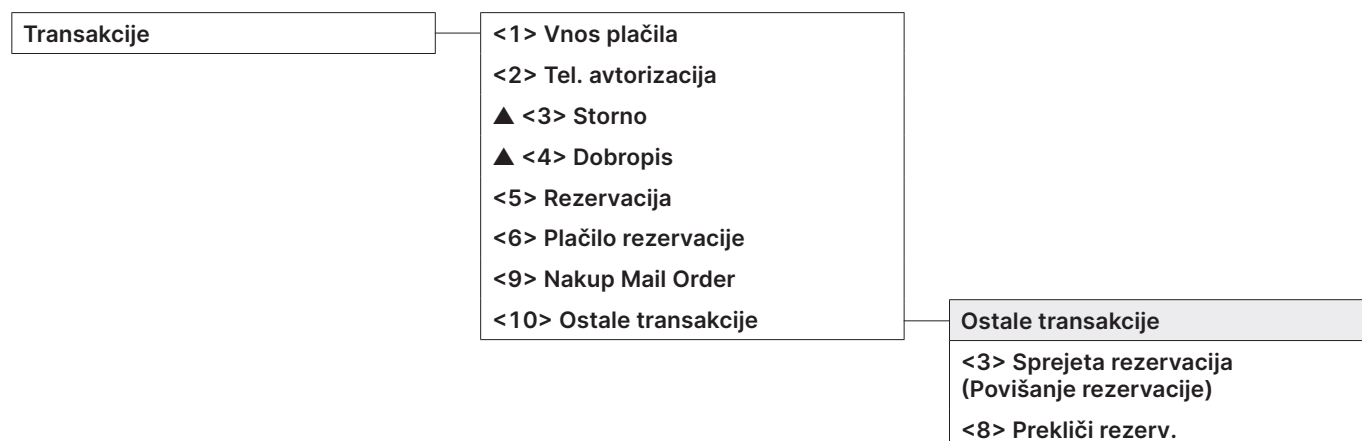 Transakcije
<1> Vnos plačila
<2> Tel. avtorizacija
▲ <3> Storno
▲ <4> Dobropis
<5> Rezervacija
<6> Plačilo rezervacije
<9> Nakup Mail Order
<10> Ostale transakcije
Ostale transakcije
<3> Sprejeta rezervacija
(Povišanje rezervacije)
<8> Prekliči rezerv.